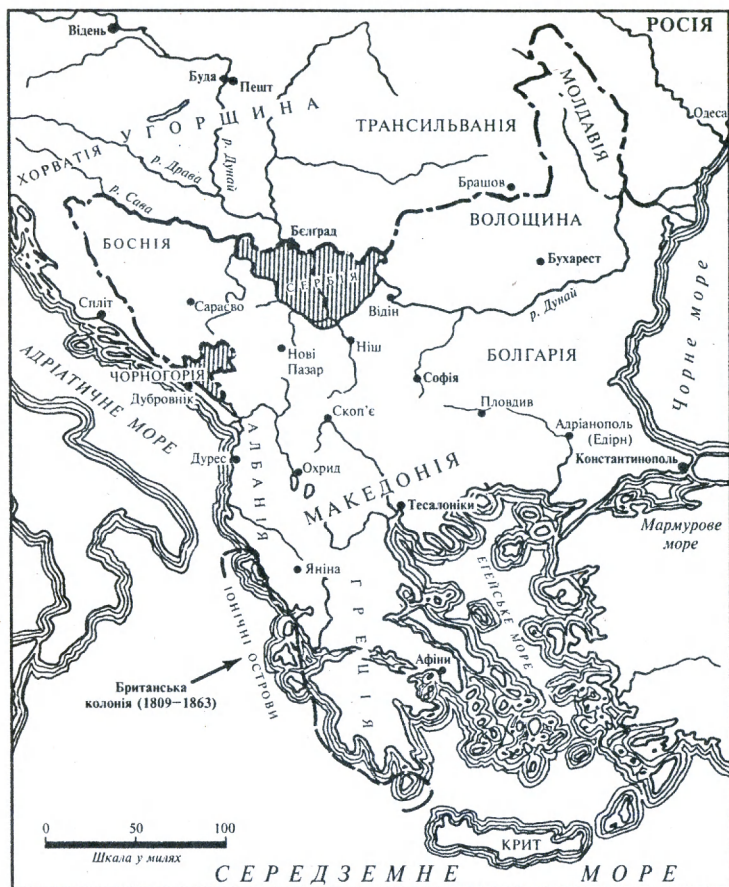 РОСІЯ
Відень
Буда
Пешт
УГОРЩИНА
МОЛДАВІЯ
ТРАНСИЛЬВАНІЯ
Одеса
ХОРВАТІЯ
р. Драва
р. Дунай
р. Сава
Брашов
ВОЛОЩИНА
Бєлград
БОСНІЯ
СЕРБІЯ
Бухарест
Спліт
Сараєво
Відін
р. Дунай
Чорне море
Нові
Пазар
Ніш
БОЛГАРІЯ
Софія
ЧОРНОГОРІЯ
Дубровнік
АДРІАТИЧНЕ МОРЕ
Скоп'є
Пловдив
Адріанополь
(Едірн)
Константинополь
АЛБАНІЯ
Дурес
Охрид
МАКЕДОНІЯ
Тесалоніки
Мармурове
море
Яніна
ГРЕЦІЯ
ЕГЕЙСЬКЕ МОРЕ
ІОНІЧНІ ОСТРОВИ
Афіни
Британська
колонія (1809–1863)
0 50 100
Шкала у милях
КРИТ
СЕРЕДЗЕМНЕ МОРЕ